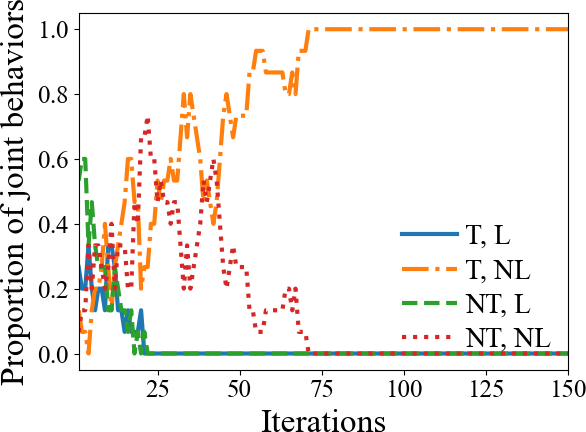 Proportion of joint behaviors
1.0
0.8
0.6
0.4
0.2
0.0
T, L
T, NL
NT, L
NT, NL
25 50 75 100 125 150
Iterations